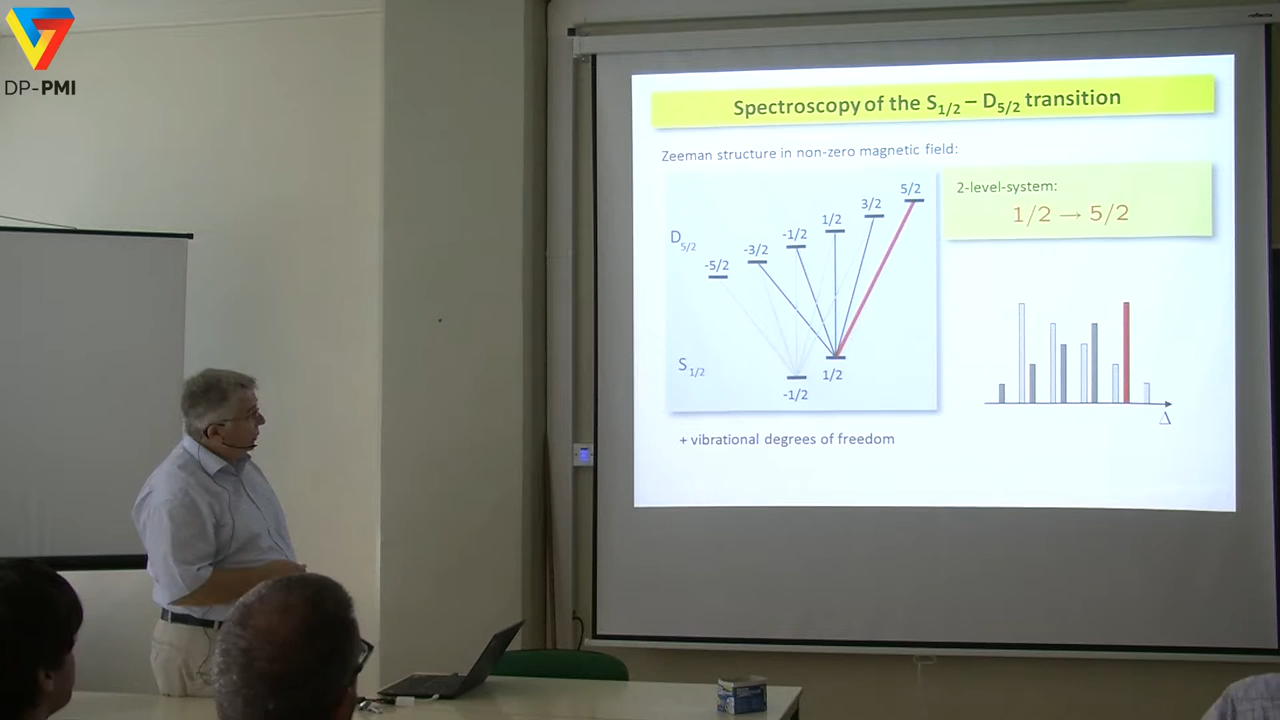 DP-PMI
Spectroscopy of the S1/2 – D5/2 transition
Zeeman structure in non-zero magnetic field:
2-level-system:
1/2 → 5/2
5/2
3/2
1/2
-1/2
-3/2
-5/2
D5/2
S1/2
1/2
-1/2
Δ
+ vibrational degrees of freedom